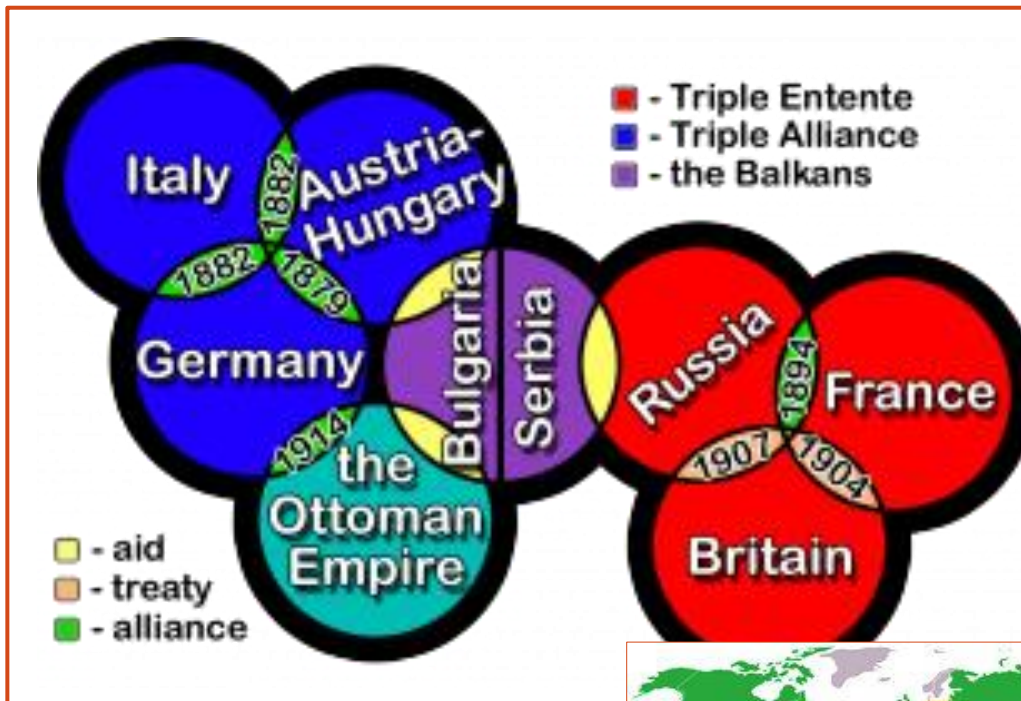 - Triple Entente
- Triple Alliance
- the Balkans
Italy
Austria-
Hungary
1882
1882
1879
Germany
Bulgaria
Serbia
Russia
1894
France
1907
1904
Britain
1914
the
Ottoman
Empire
- aid
- treaty
- alliance